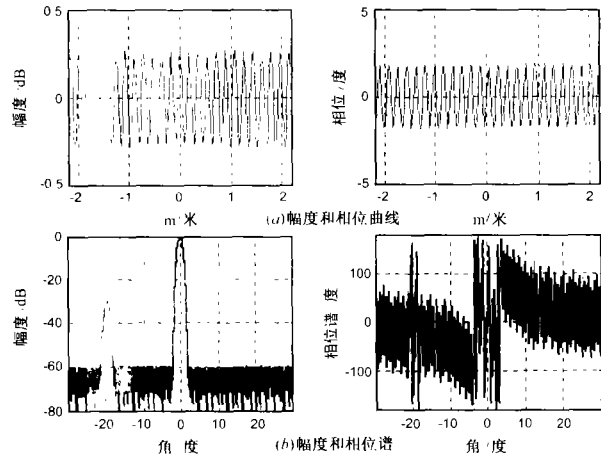 0 5
0
-0 5
幅度 dB
-2 -1 0 1 2
m 米
5
0
-5
相位 /度
-2 -1 0 1 2
m/米
(a)幅度和相位曲线
0
-20
-40
-60
-80
幅度 dB
-20 -10 0 10 20
角 度
100
0
-100
相位谱 度
-20 -10 0 10 20
角 /度
(b)幅度和相位谱